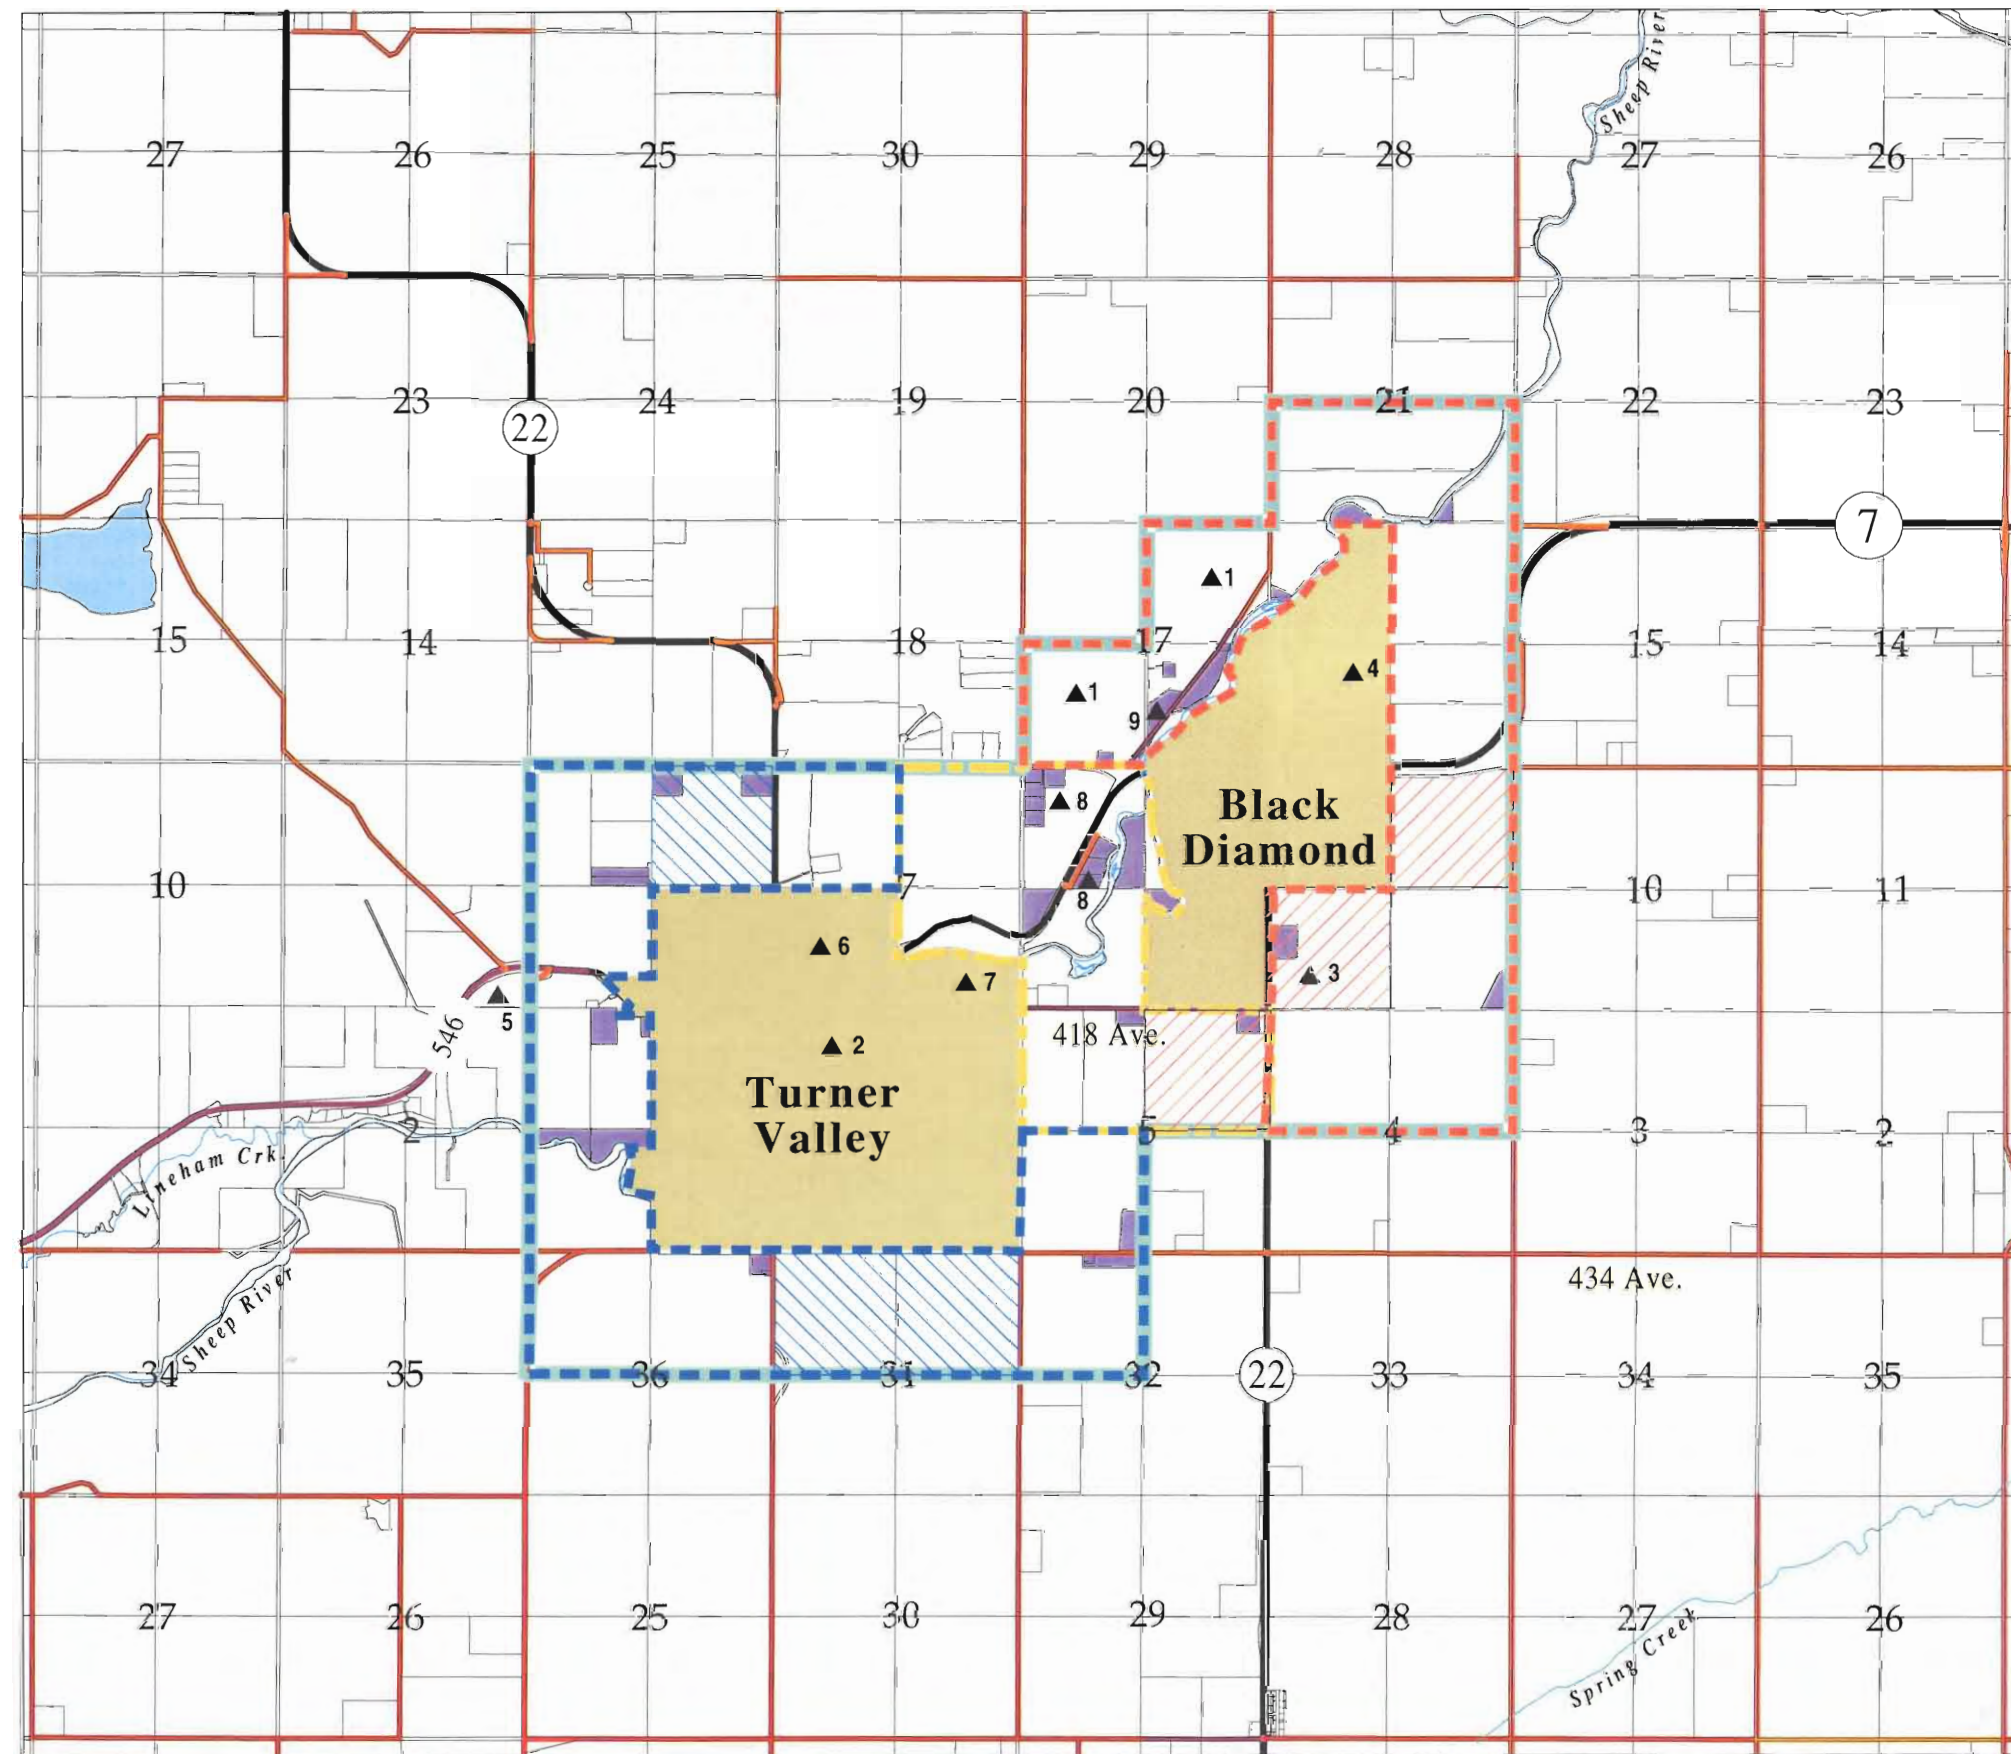 Sheep River
27 26 25 30 29 28 27 26
23 24 19 20 21 22 23
22
7
1
15 14 18 17 15 14
4
1
9
8
Black
Diamond
10 7 10 11
8
6
7
3
5
546
2
418 Ave.
Turner
Valley
2 5 4 3 2
Lineham Crk.
434 Ave.
Sheep River
34 35 36 31 32 22 33 34 35
27 26 25 30 29 28 27 26
Spring Creek